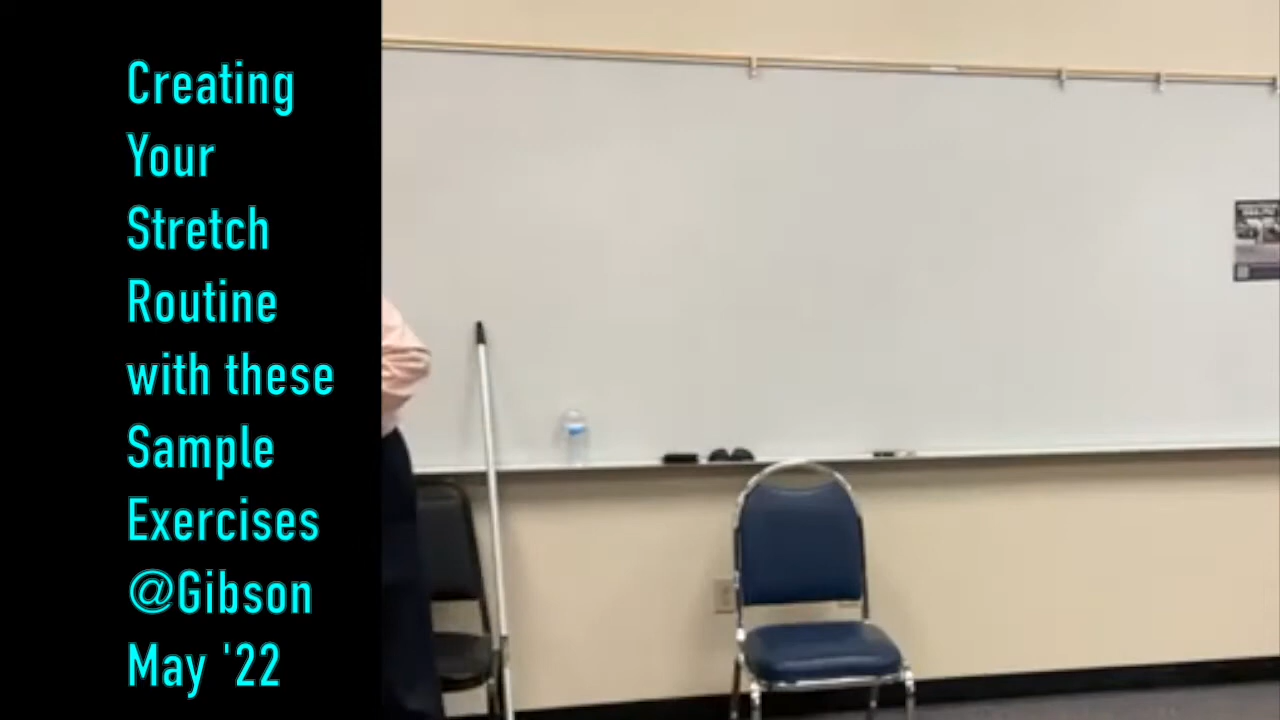 Creating
Your
Stretch
Routine
with these
Sample
Exercises
@Gibson
May '22